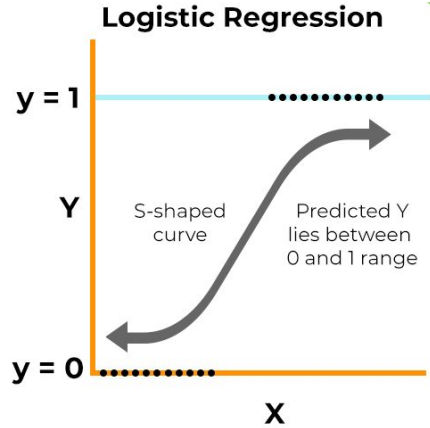 Logistic Regression
y = 1
Y
S-shaped
curve
Predicted Y
lies between
0 and 1 range
y = 0
X